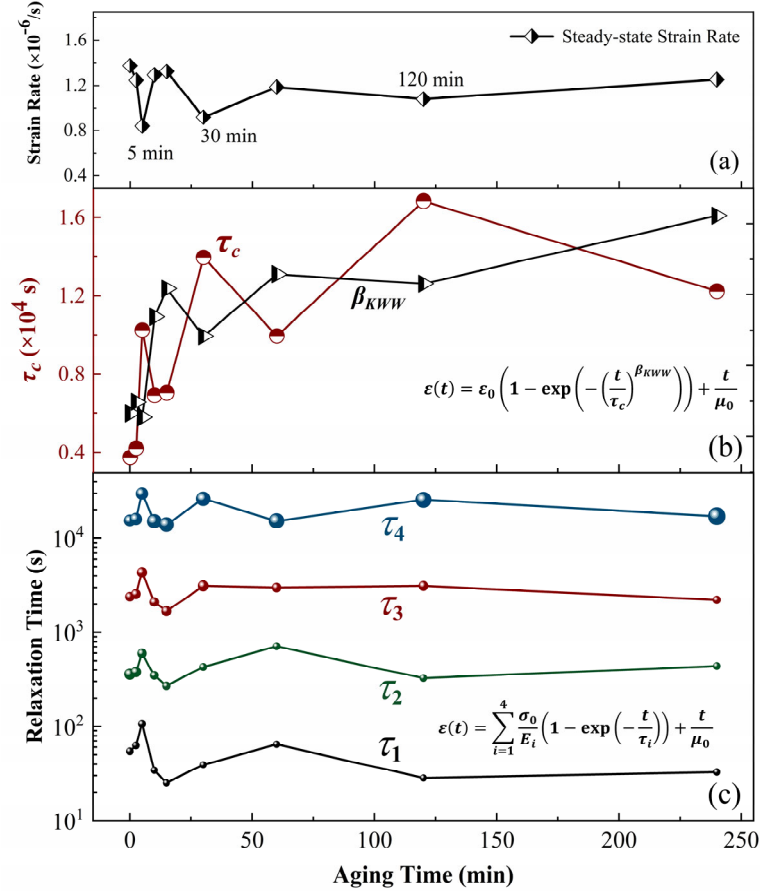 Strain Rate (×10⁻⁶/s)
1.6
1.2
0.8
0.4
Steady-state Strain Rate
5 min
30 min
120 min
(a)
τc (×10⁴ s)
1.6
1.2
0.8
0.4
τc
βKWW
ε(t) = ε₀ (1 − exp (−(t/τc)^βKWW)) + t/μ₀
(b)
Relaxation Time (s)
10⁴
10³
10²
10¹
τ₄
τ₃
τ₂
τ₁
ε(t) = ∑_{i=1}^{4} σ₀/Eᵢ (1 − exp (−t/τᵢ)) + t/μ₀
(c)
0 50 100 150 200 250
Aging Time (min)